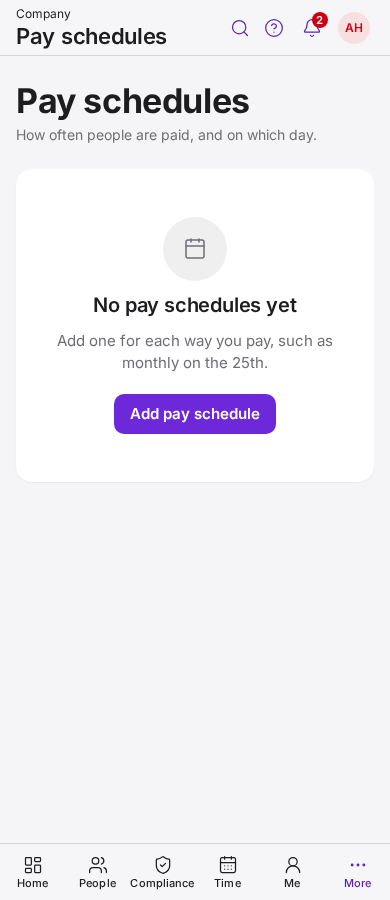 Company
Pay schedules
2
AH
Pay schedules
How often people are paid, and on which day.
No pay schedules yet
Add one for each way you pay, such as
monthly on the 25th.
Add pay schedule
Home
People
Compliance
Time
Me
More